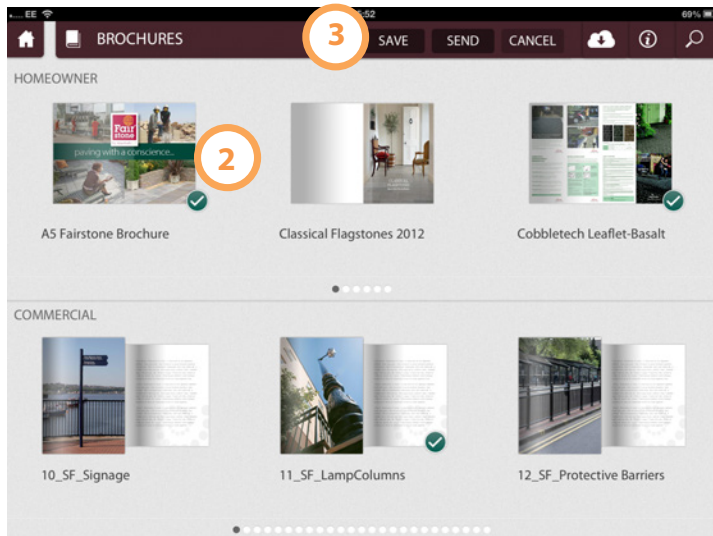 EE :52 69%
BROCHURES 3 SAVE SEND CANCEL
HOMEOWNER
Fair
stone
paving with a conscience...
2
A5 Fairstone Brochure Classical Flagstones 2012 Cobbletech Leaflet-Basalt
COMMERCIAL
10_SF_Signage 11_SF_LampColumns 12_SF_Protective Barriers